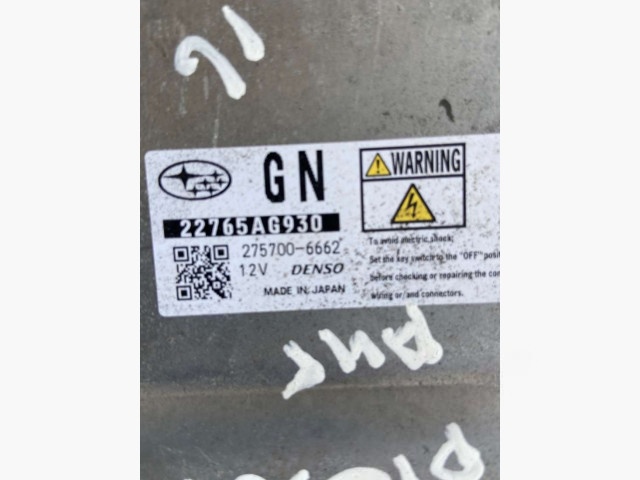 16
GN
22765AG930
275700-6662
12V DENSO
MADE IN JAPAN
WARNING
To avoid electric shock;
Set the key switch to the "OFF" posi
before checking or repairing the co
wiring or/and connectors.